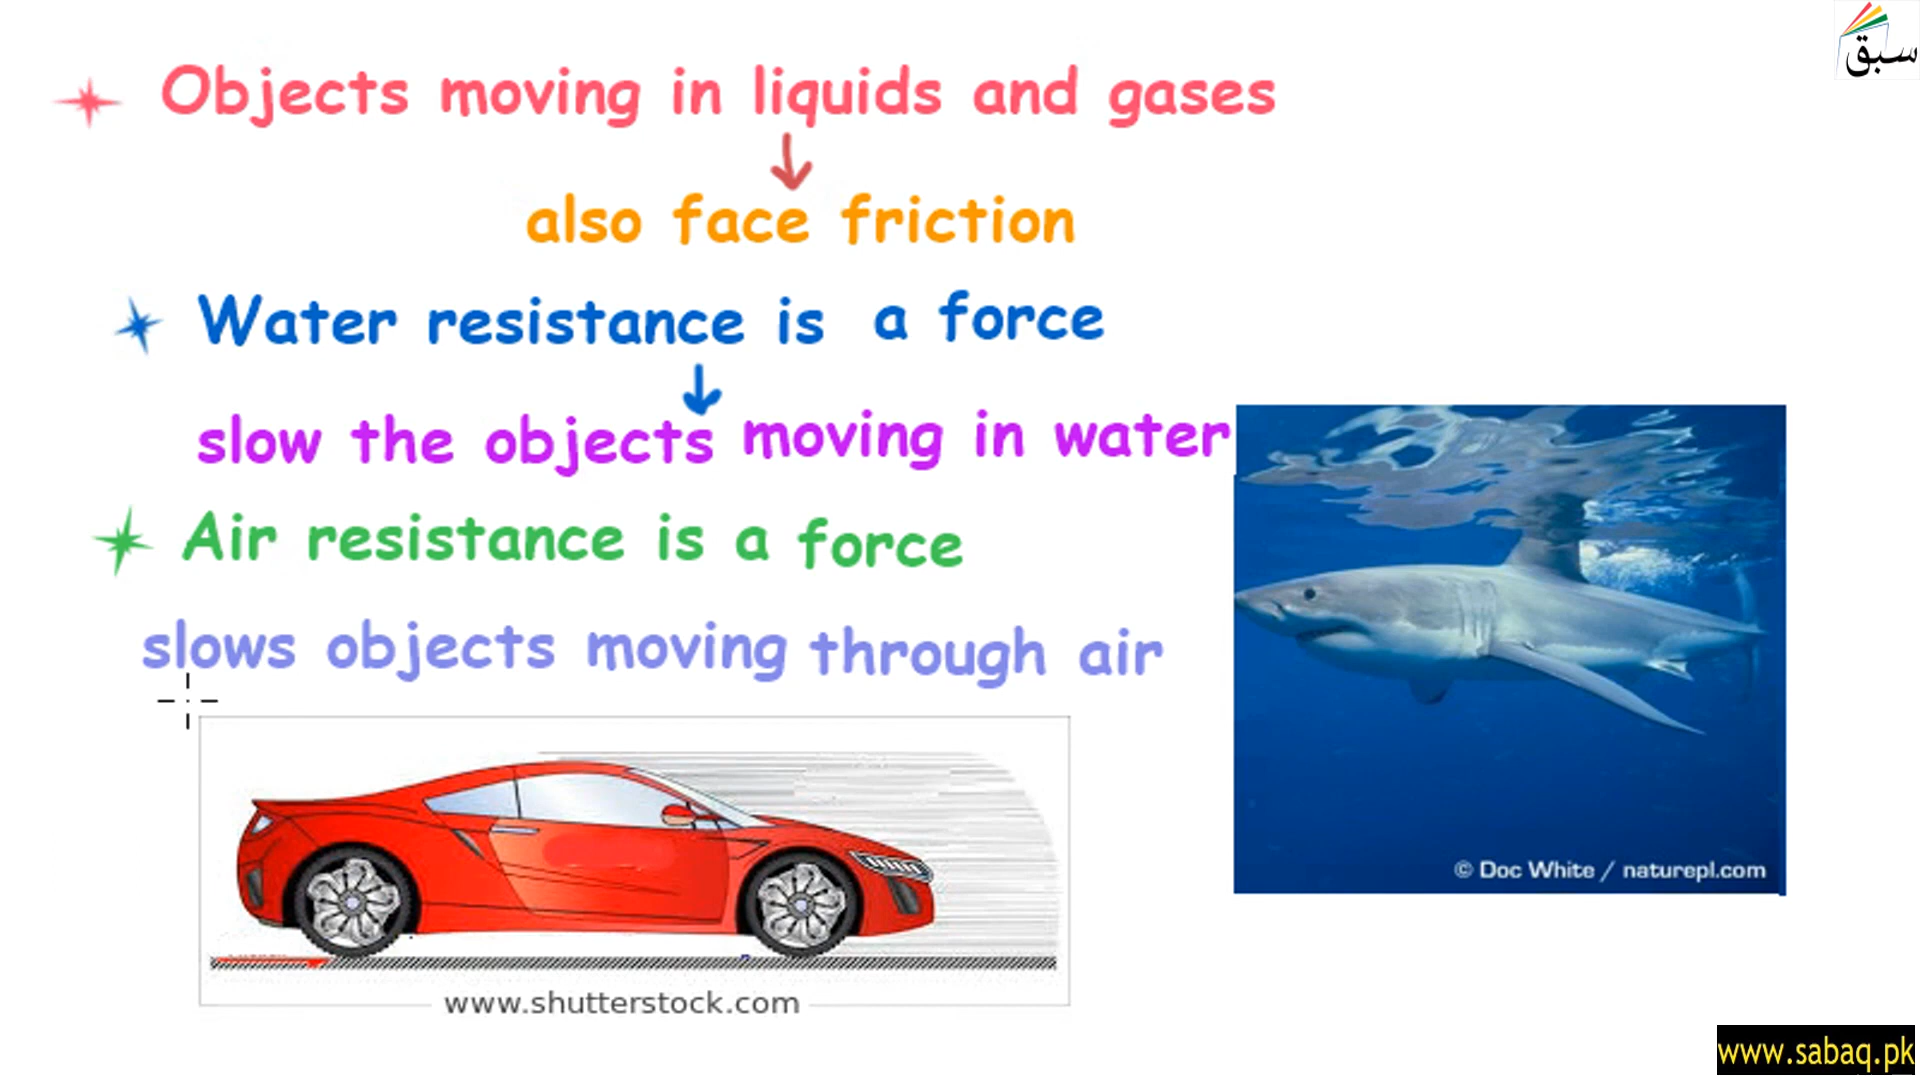 سبق
Objects moving in liquids and gases
also face friction
Water resistance is a force
slow the objects moving in water
Air resistance is a force
slows objects moving through air
© Doc White / naturepl.com
www.shutterstock.com
www.sabaq.pk